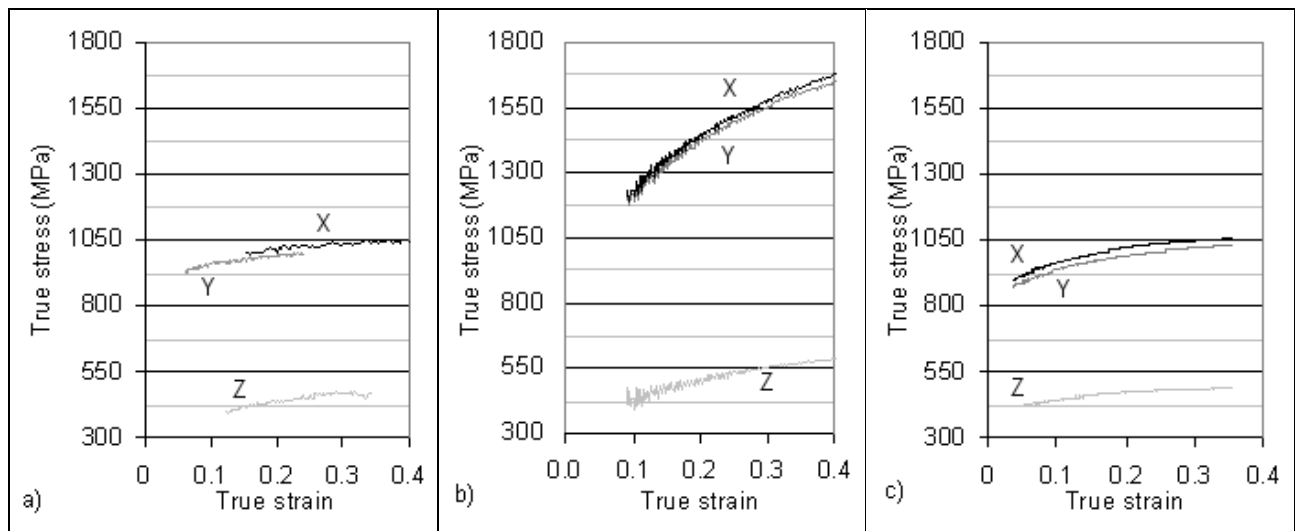 1800
1550
1300
1050
800
550
300
True stress (MPa)
X
Y
Z
0 0.1 0.2 0.3 0.4
True strain
a)
1800
1550
1300
1050
800
550
300
True stress (MPa)
X
Y
Z
0.0 0.1 0.2 0.3 0.4
True strain
b)
1800
1550
1300
1050
800
550
300
True stress (MPa)
X
Y
Z
0 0.1 0.2 0.3 0.4
True strain
c)